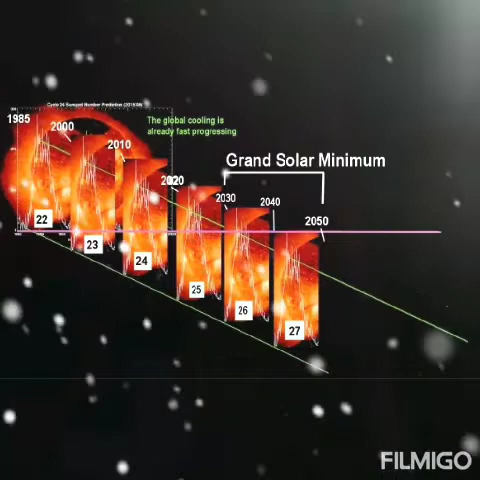 Cycle 24 Sunspot Number Prediction
1985
2000
2010
The global cooling is
already fast progressing
Grand Solar Minimum
2030
2040
2050
22
23
24
25
26
27
FILMIGO